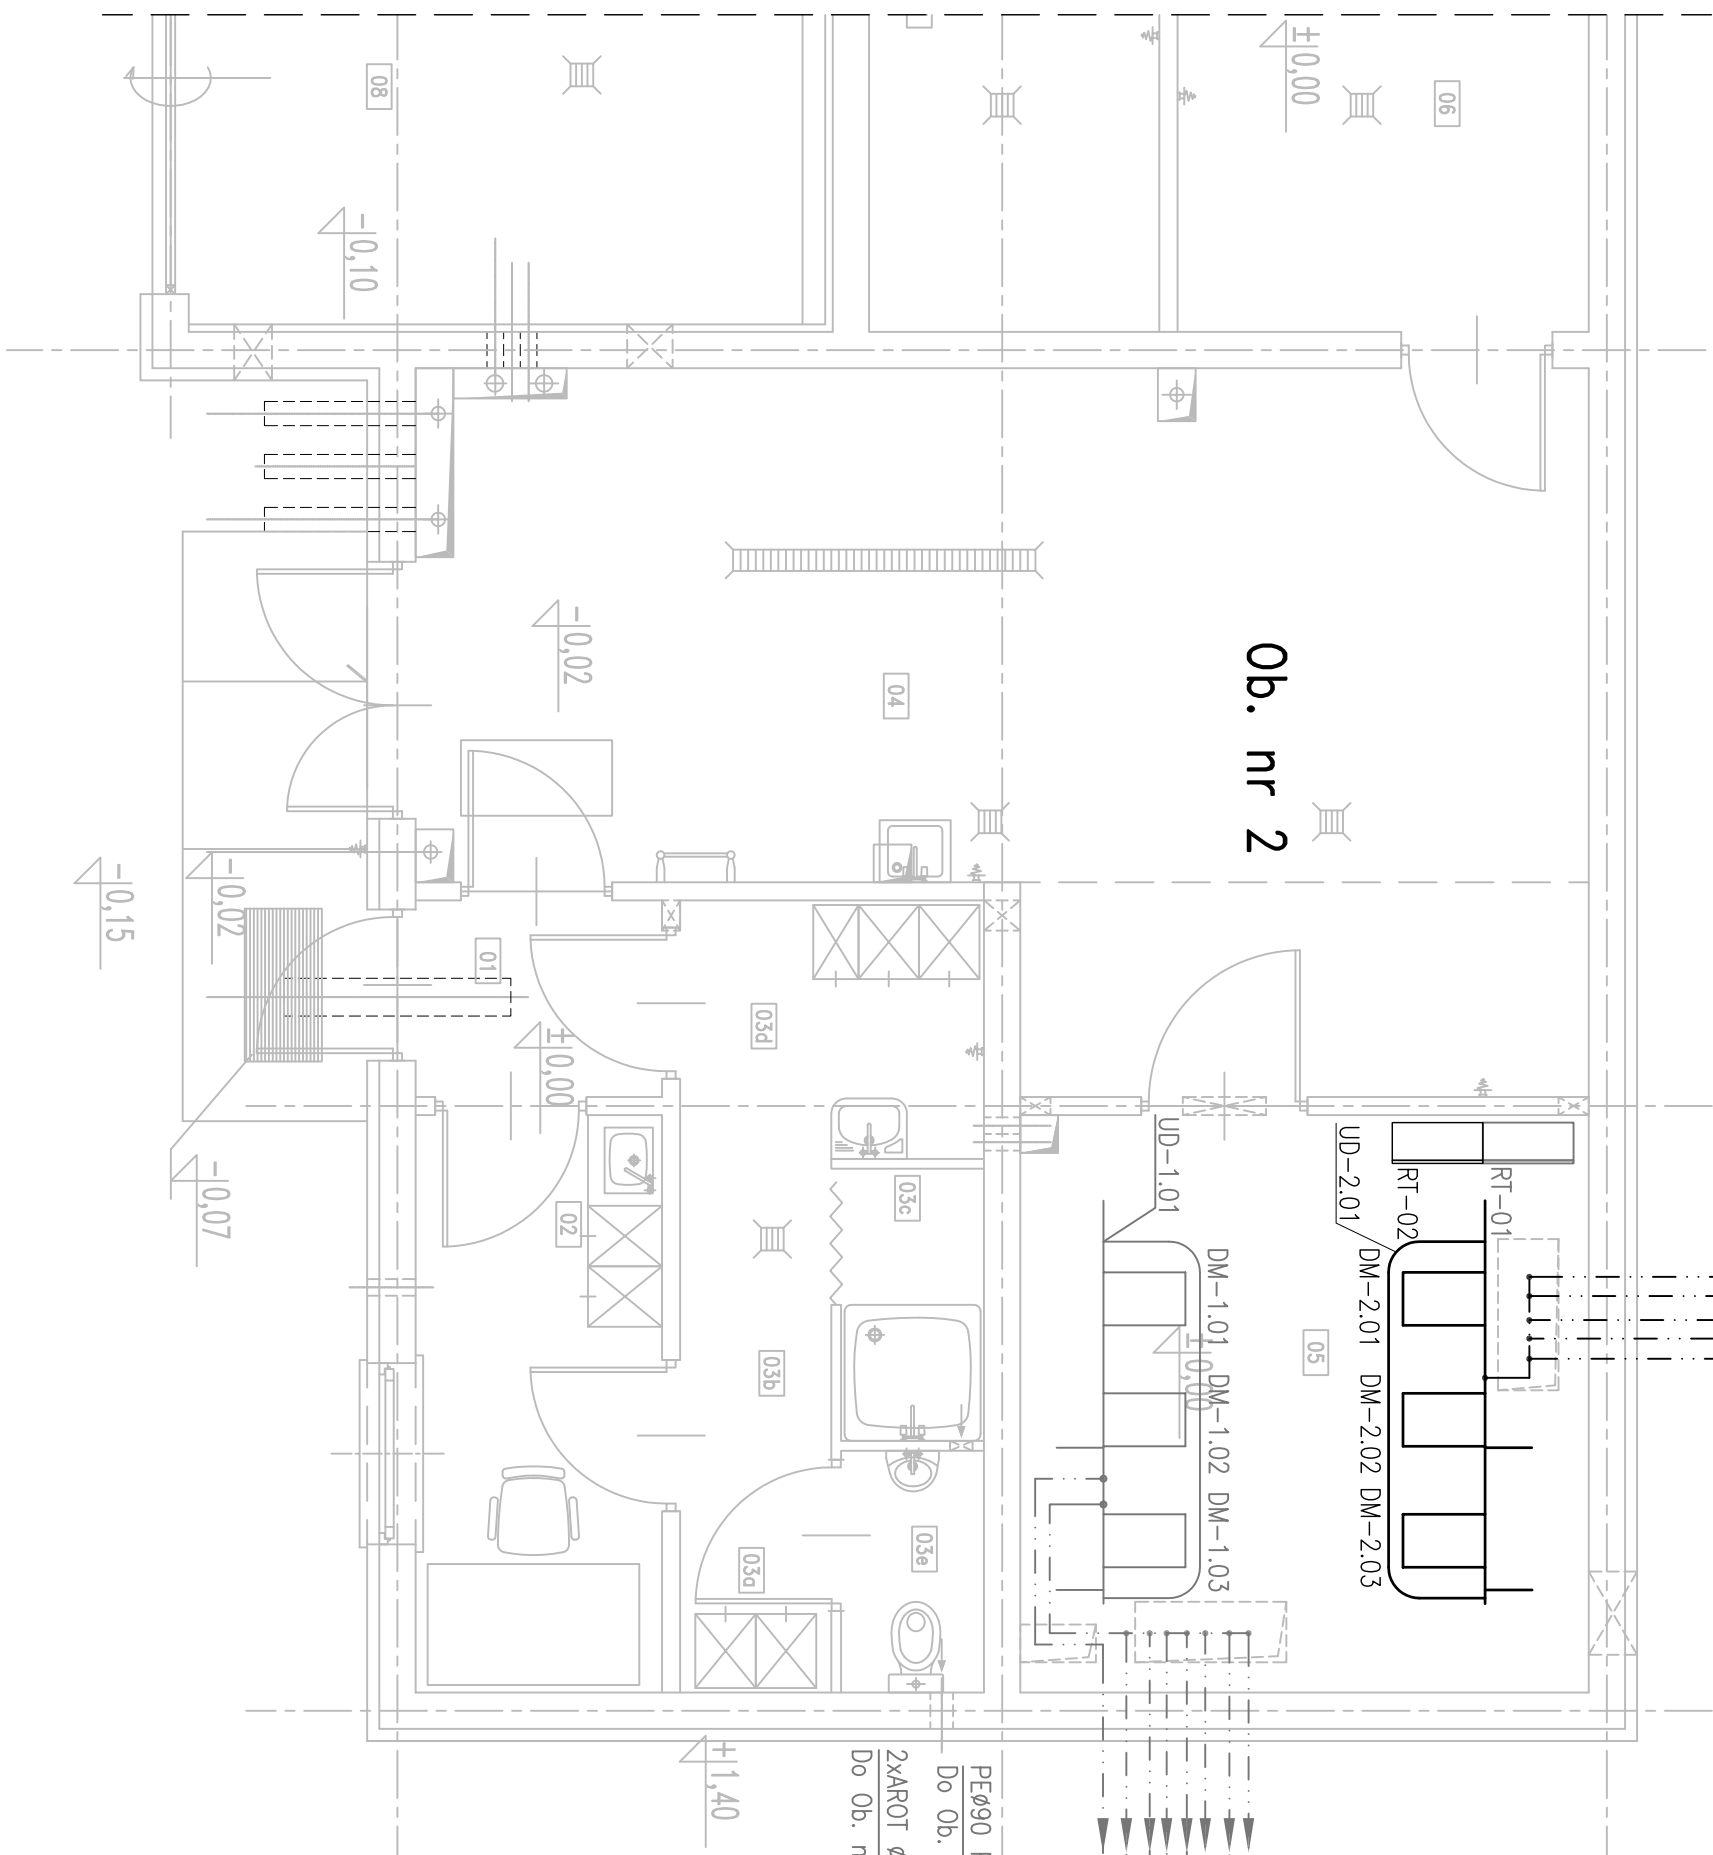 ±0,00
06
08
-0,10
Ob. nr 2
-0,02
04
-0,15
-0,02
01
03d
±0,00
-0,07
02
03c
UD-1.01
UD-2.01
RT-02
RT-01
DM-1.01 DM-1.02 DM-1.03
DM-2.01 DM-2.02 DM-2.03
±0,00
05
03b
03e
03a
+1,40
PEø90
Do Ob.
2xAROT
Do Ob.